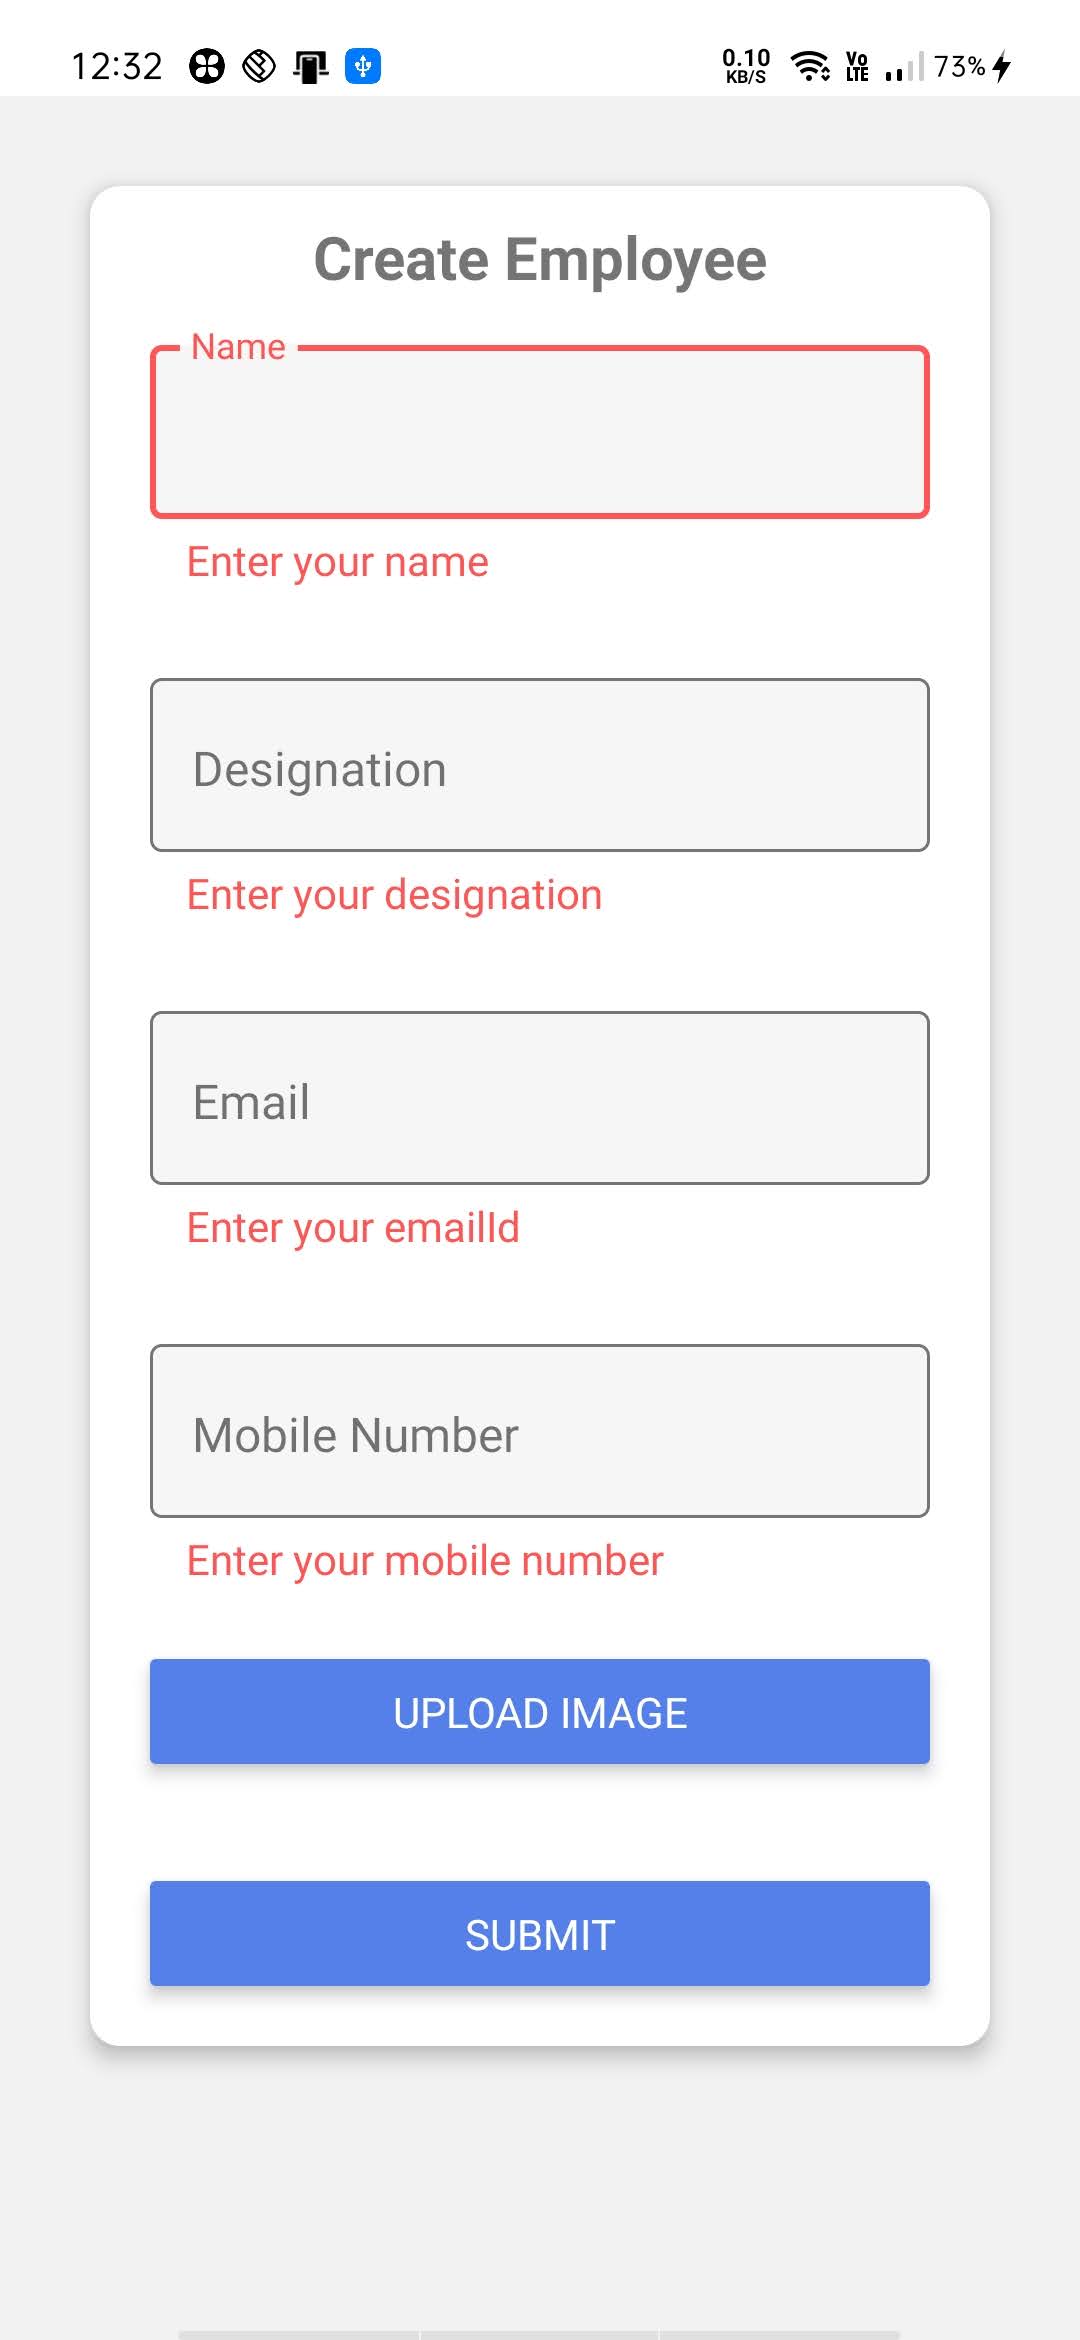 12:32 0.10 KB/S Vo LTE 73%
Create Employee
Name
Enter your name
Designation
Enter your designation
Email
Enter your emailId
Mobile Number
Enter your mobile number
UPLOAD IMAGE
SUBMIT